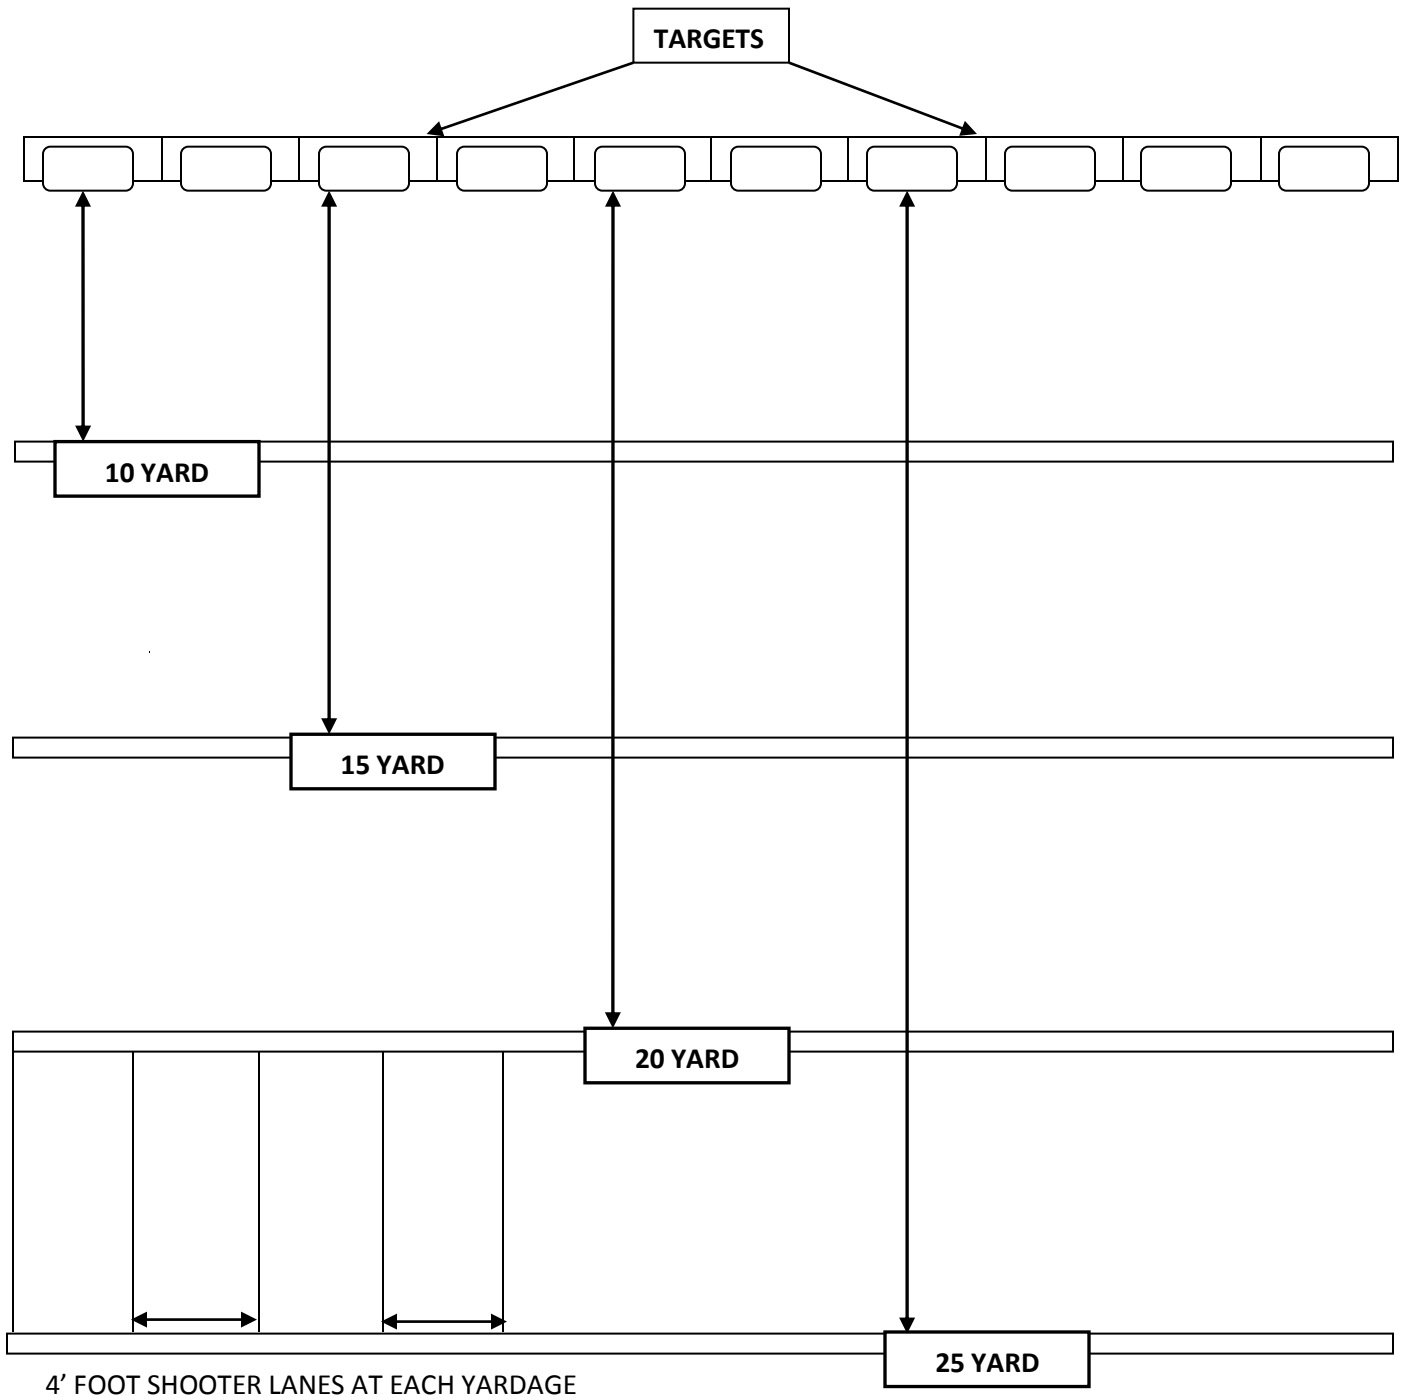 TARGETS
10 YARD
15 YARD
20 YARD
25 YARD
4’ FOOT SHOOTER LANES AT EACH YARDAGE